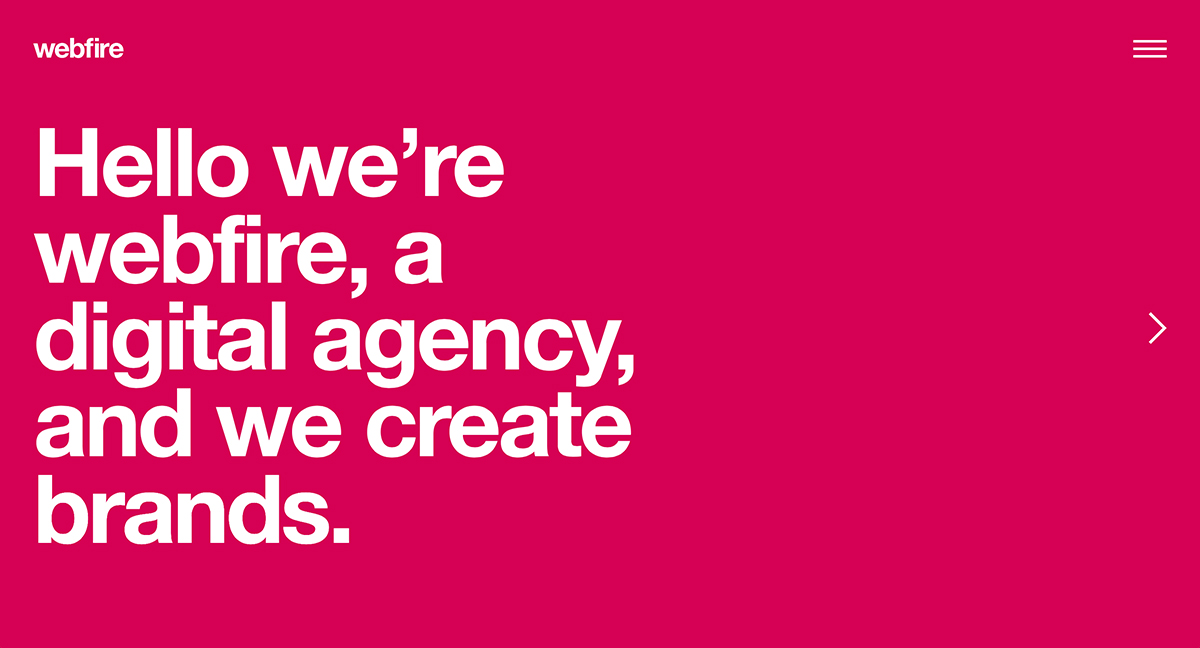 webfire
Hello we’re
webfire, a
digital agency,
and we create
brands.